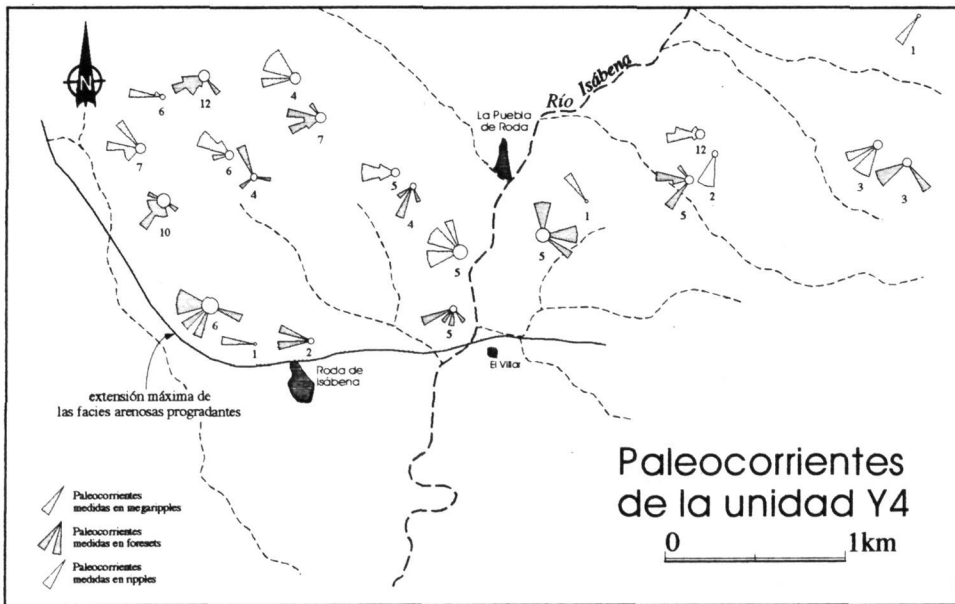 N
1
Río Isábena
La Puebla
de Roda
6
12
4
7
7
6
4
10
5
4
5
1
5
12
2
5
3
3
6
1
2
5
Roda de
Isábena
El Villar
extensión máxima de
las facies arenosas progradantes
Paleocorrientes
medidas en megaripples
Paleocorrientes
medidas en foresets
Paleocorrientes
medidas en ripples
Paleocorrientes
de la unidad Y4
0 1km